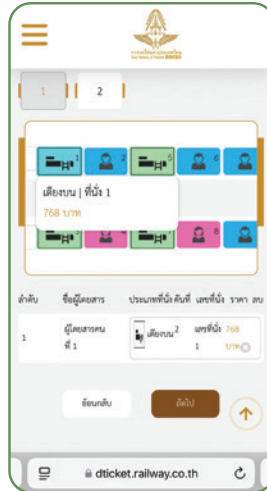 1 2
1 2 5 6
เตียงบน | ที่นั่ง 1
768 บาท
3 4 7 8
ลำดับ ชื่อผู้โดยสาร ประเภทที่นั่ง คันที่ เลขที่นั่ง ราคา ลบ
1 ผู้โดยสารคนที่ 1 เตียงบน 2 เลขที่นั่ง 1 768 บาท
ย้อนกลับ ถัดไป
dticket.railway.co.th